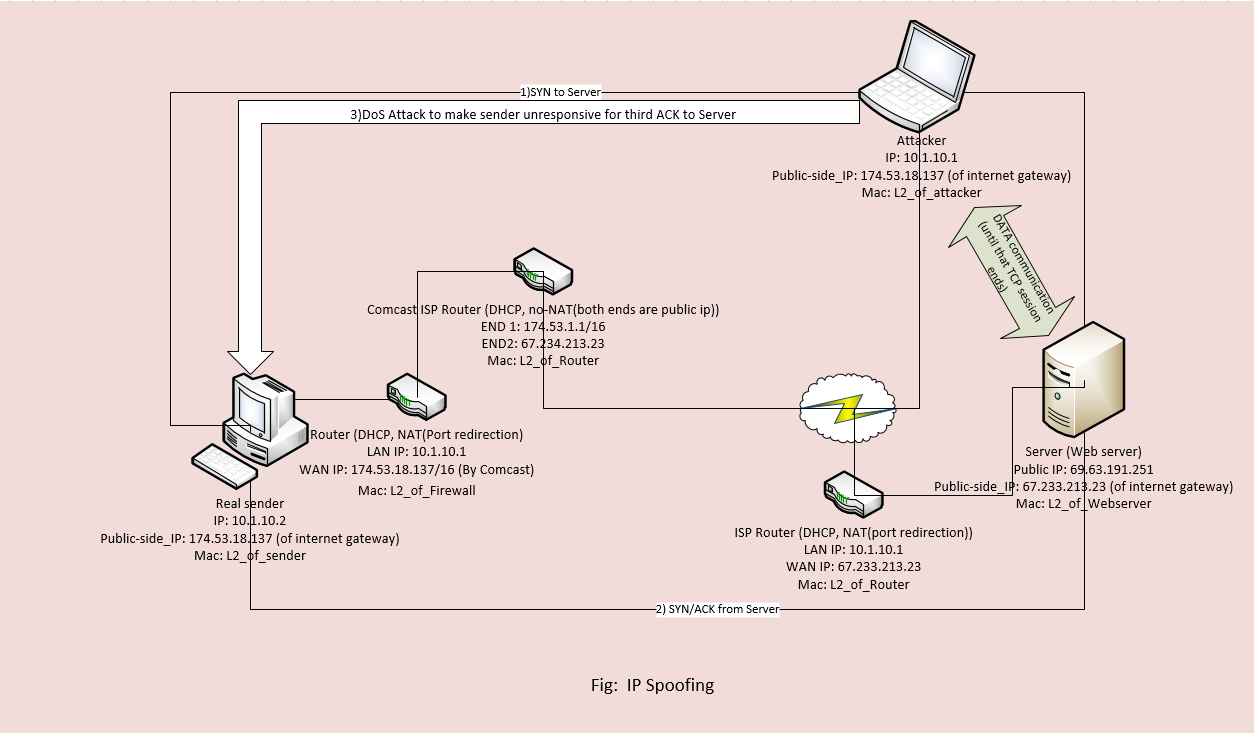 1)SYN to Server
3)DoS Attack to make sender unresponsive for third ACK to Server
Attacker
IP: 10.1.10.1
Public-side_IP: 174.53.18.137 (of internet gateway)
Mac: L2_of_attacker
DATA communication
(until that TCP session
ends)
Comcast ISP Router (DHCP, no-NAT(both ends are public ip))
END 1: 174.53.1.1/16
END2: 67.234.213.23
Mac: L2_of_Router
Router (DHCP, NAT(Port redirection)
LAN IP: 10.1.10.1
WAN IP: 174.53.18.137/16 (By Comcast)
Mac: L2_of_Firewall
Real sender
IP: 10.1.10.2
Public-side_IP: 174.53.18.137 (of internet gateway)
Mac: L2_of_sender
Server (Web server)
Public IP: 69.63.191.251
Public-side_IP: 67.233.213.23 (of internet gateway)
Mac: L2_of_Webserver
ISP Router (DHCP, NAT(port redirection))
LAN IP: 10.1.10.1
WAN IP: 67.233.213.23
Mac: L2_of_Router
2) SYN/ACK from Server
Fig: IP Spoofing